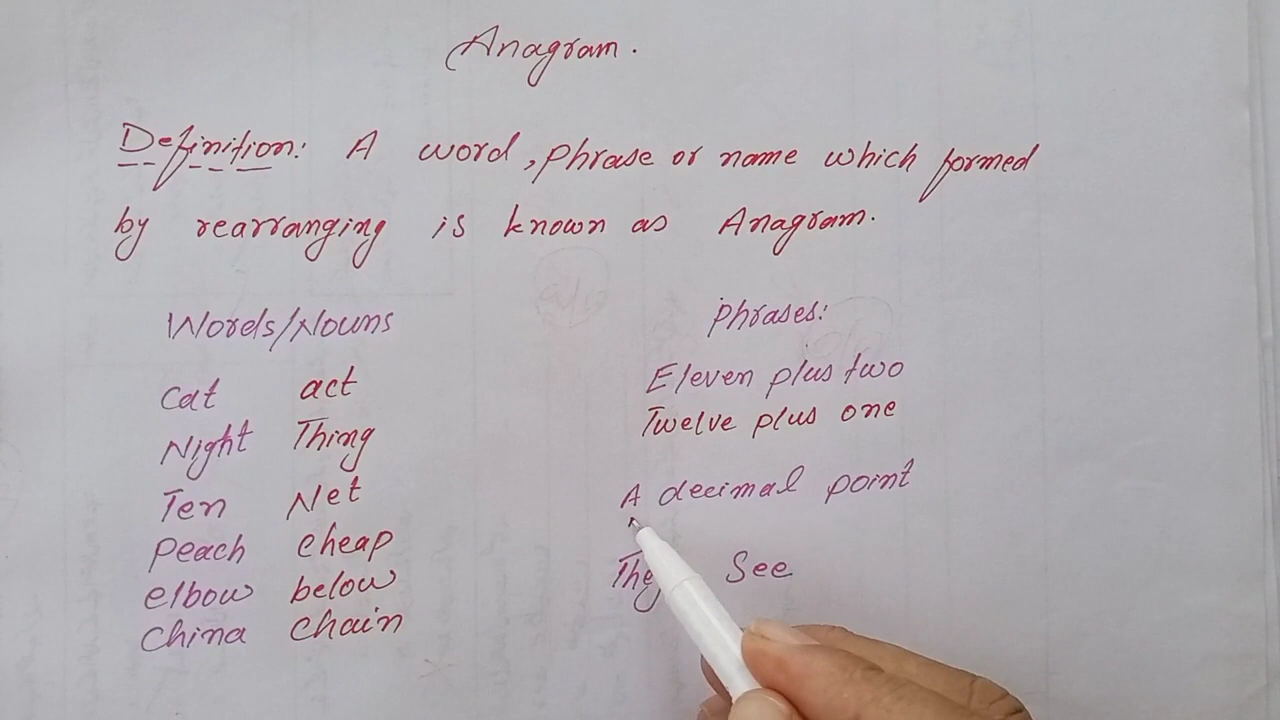 Anagram.
Definition: A word, phrase or name which formed
by rearranging is known as Anagram.
Words/Nouns
Cat act
Night Thing
Ten Net
Peach cheap
elbow below
China Chain
Phrases:
Eleven plus two
Twelve plus one
A decimal point
See